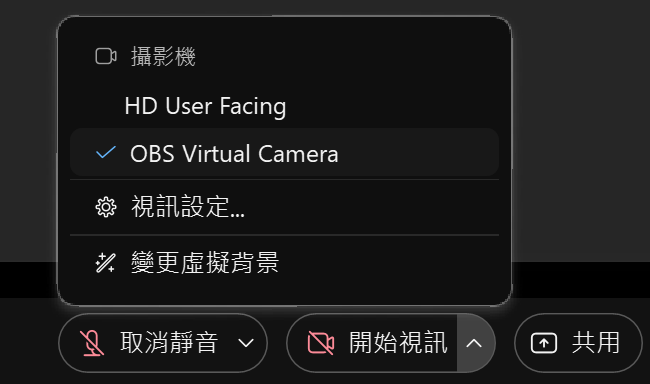 攝影機
HD User Facing
OBS Virtual Camera
視訊設定...
變更虛擬背景
取消靜音
開始視訊
共用